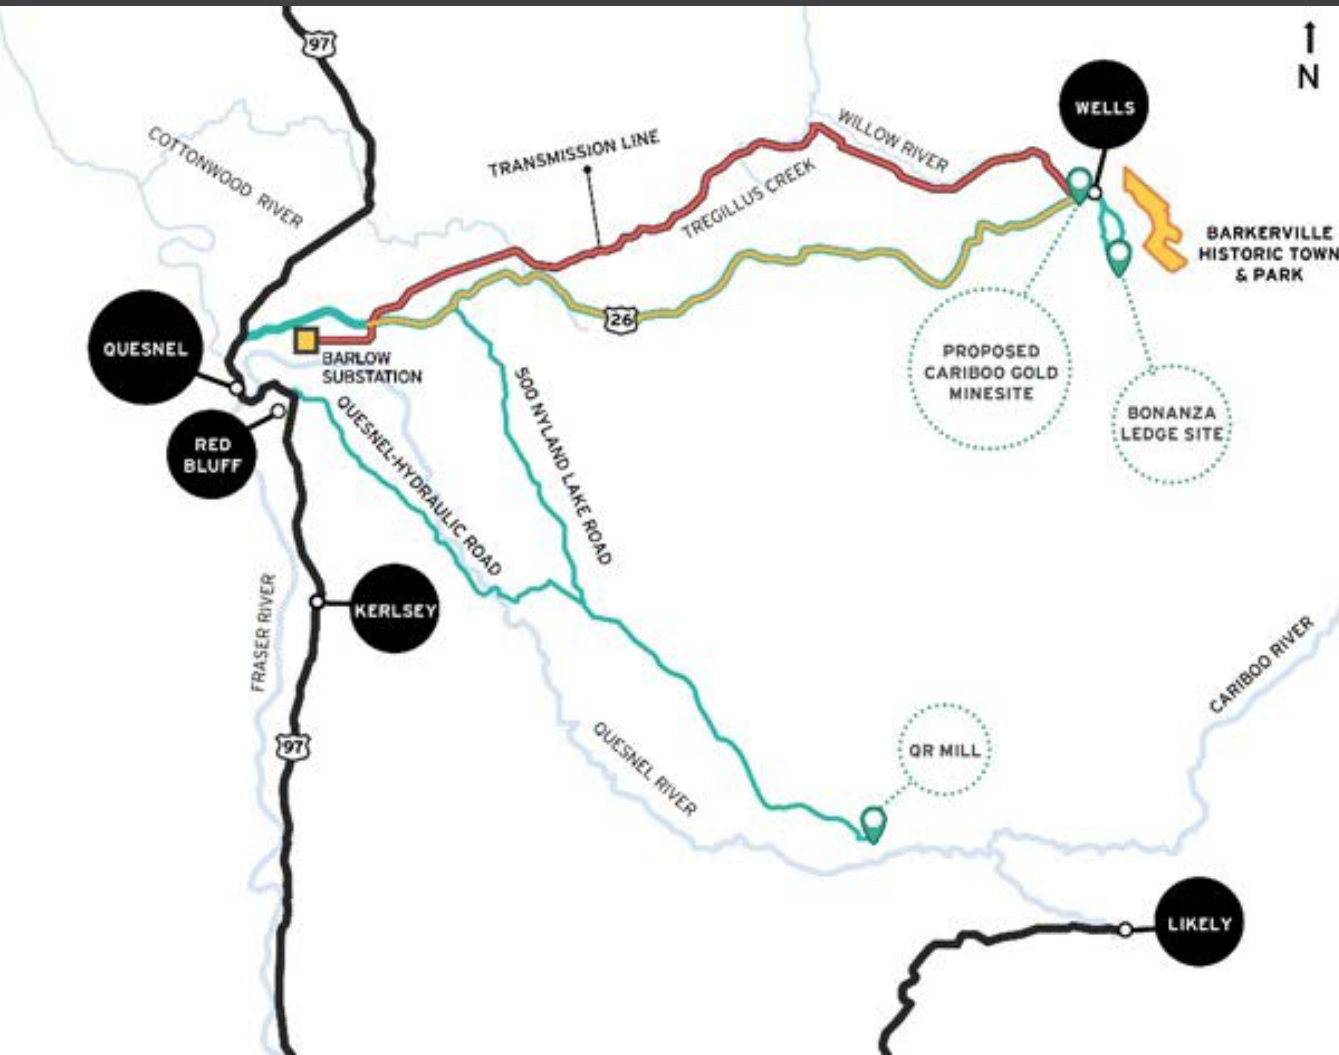 97
N
WELLS
COTTONWOOD RIVER
TRANSMISSION LINE
WILLOW RIVER
TREGILLUS CREEK
BARKERVILLE
HISTORIC TOWN
& PARK
QUESNEL
26
BARLOW
SUBSTATION
PROPOSED
CARIBOO GOLD
MINESITE
BONANZA
LEDGE SITE
RED
BLUFF
QUESNEL-HYDRAULIC ROAD
500 NYLAND LAKE ROAD
KERLSEY
FRASER RIVER
CARIBOO RIVER
97
QUESNEL RIVER
QR MILL
LIKELY